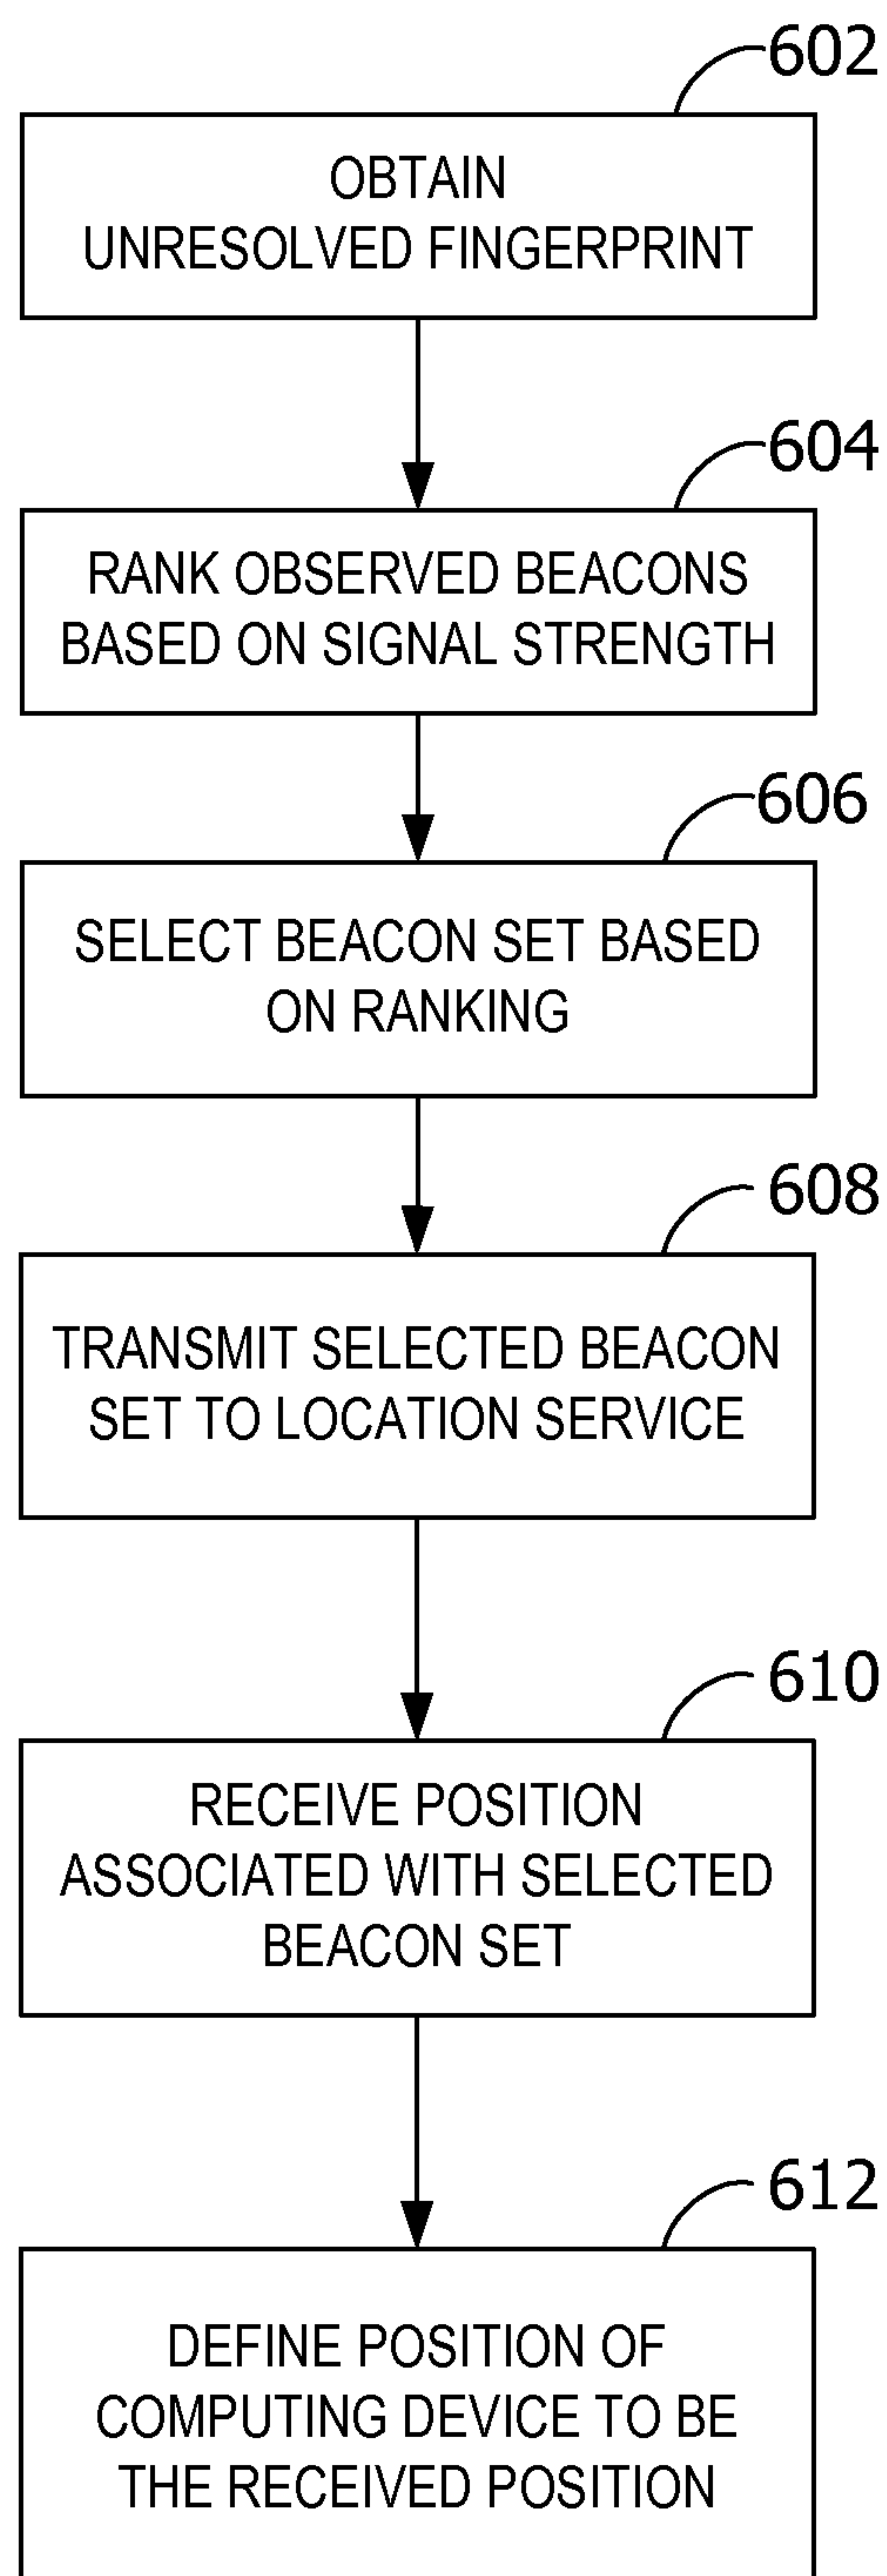 602
OBTAIN
UNRESOLVED FINGERPRINT
604
RANK OBSERVED BEACONS
BASED ON SIGNAL STRENGTH
606
SELECT BEACON SET BASED
ON RANKING
608
TRANSMIT SELECTED BEACON
SET TO LOCATION SERVICE
610
RECEIVE POSITION
ASSOCIATED WITH SELECTED
BEACON SET
612
DEFINE POSITION OF
COMPUTING DEVICE TO BE
THE RECEIVED POSITION